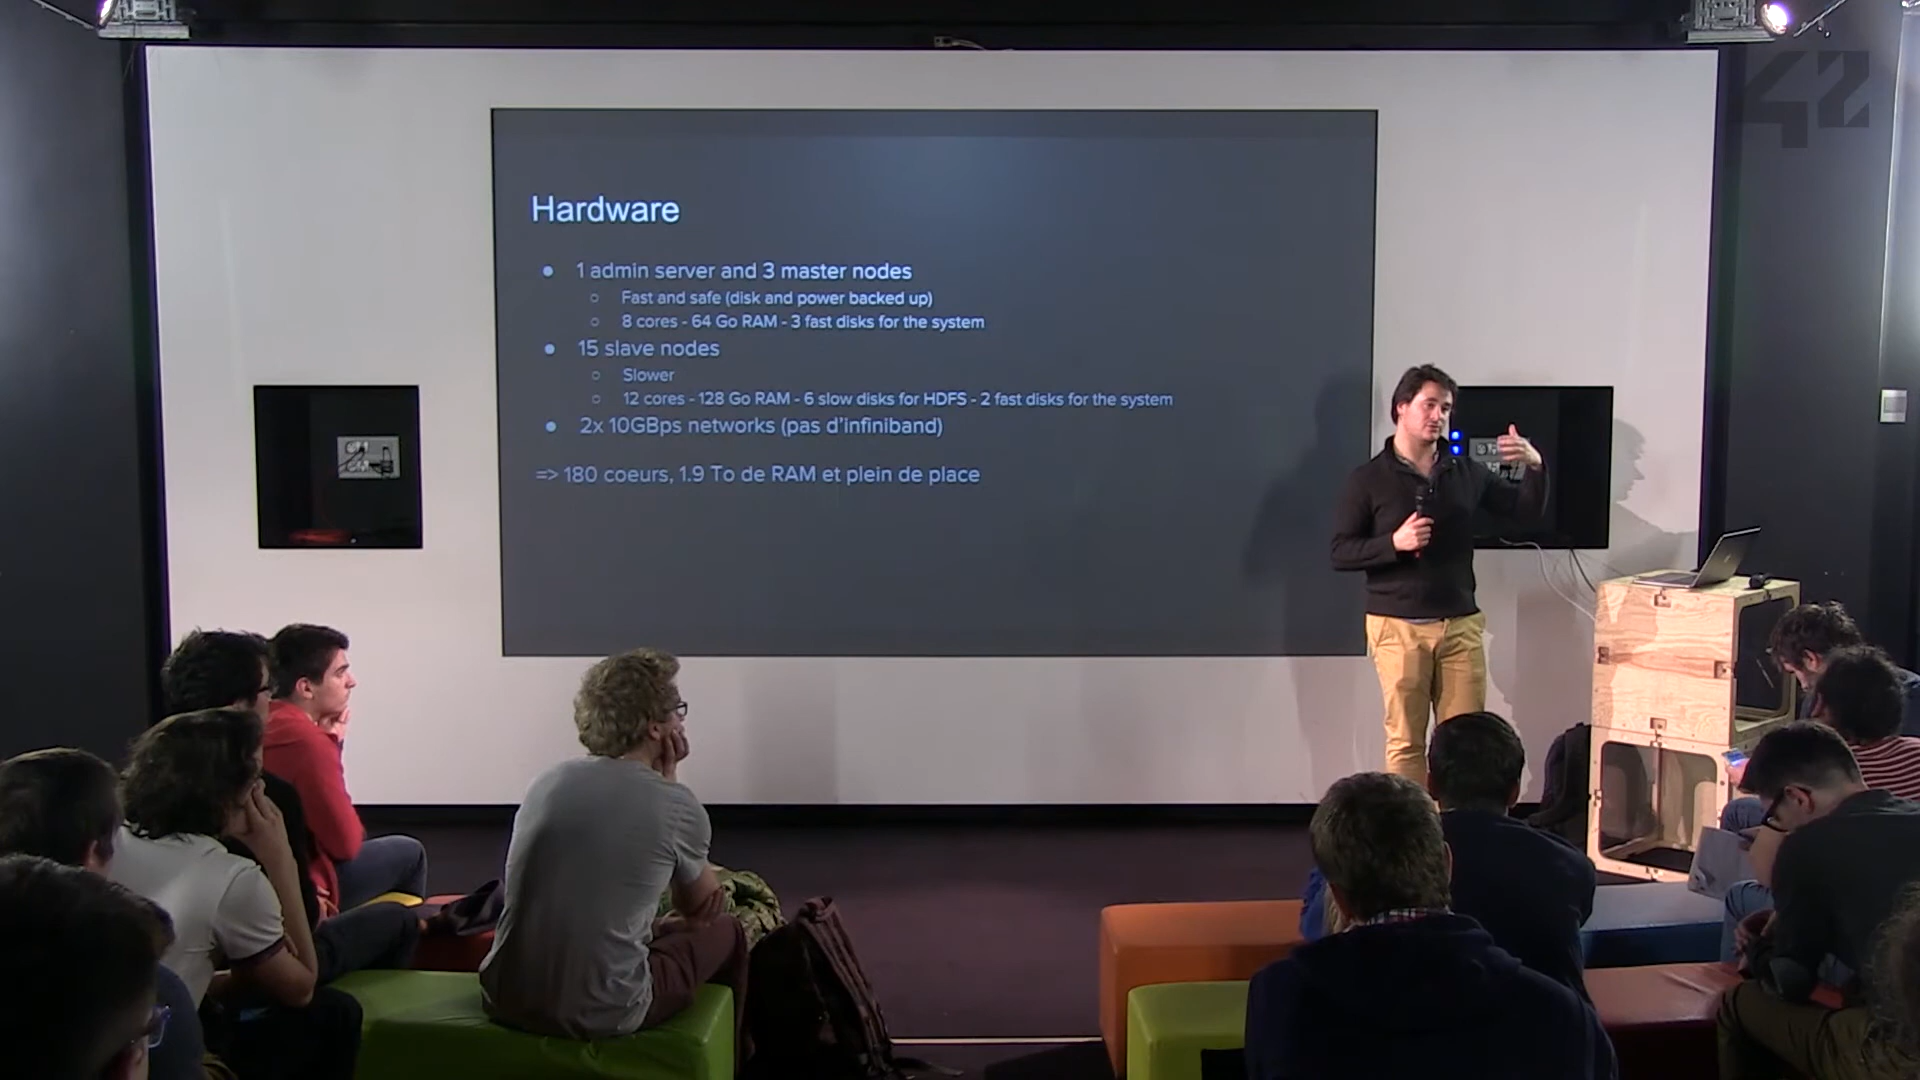 42
Hardware
● 1 admin server and 3 master nodes
○ Fast and safe (disk and power backed up)
○ 8 cores - 64 Go RAM - 3 fast disks for the system
● 15 slave nodes
○ Slower
○ 12 cores - 128 Go RAM - 6 slow disks for HDFS - 2 fast disks for the system
● 2x 10GBps networks (pas d'infiniband)
=> 180 coeurs, 1.9 To de RAM et plein de place